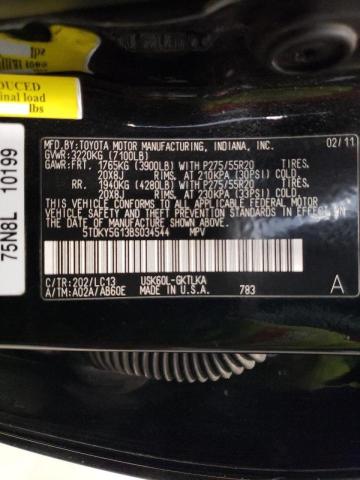 lbs
DUCED
inal load
lbs
75N8L 10199
MFD. BY: TOYOTA MOTOR MANUFACTURING, INDIANA, INC. 02/11
GVWR: 3220KG (7100LB)
GAWR: FRT. 1765KG (3900LB) WITH P275/55R20 TIRES.
20X8J RIMS, AT 210KPA (30PSI) COLD.
RR. 1940KG (4280LB) WITH P275/55R20 TIRES.
20X8J RIMS, AT 230KPA (33PSI) COLD.
THIS VEHICLE CONFORMS TO ALL APPLICABLE FEDERAL MOTOR
VEHICLE SAFETY STANDARDS IN EFFECT ON THE DATE OF
MANUFACTURE SHOWN ABOVE.
5TDKY5G13BS034544 MPV
C/TR: 202/LC13 USK60L-GKTLKA
A/TM: A02A/AB60E MADE IN U.S.A. 783 A